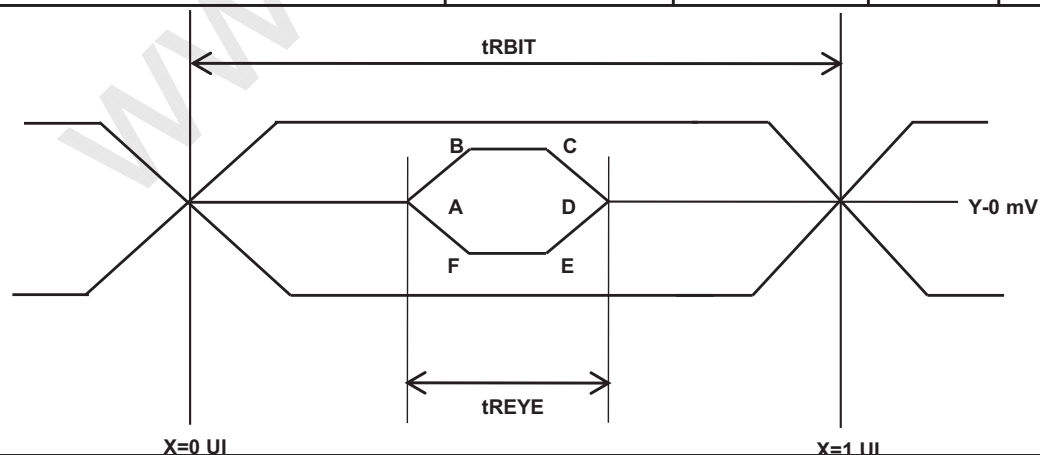 tRBIT
B C
A D
Y-0 mV
F E
tREYE
X=0 UI X=1 UI